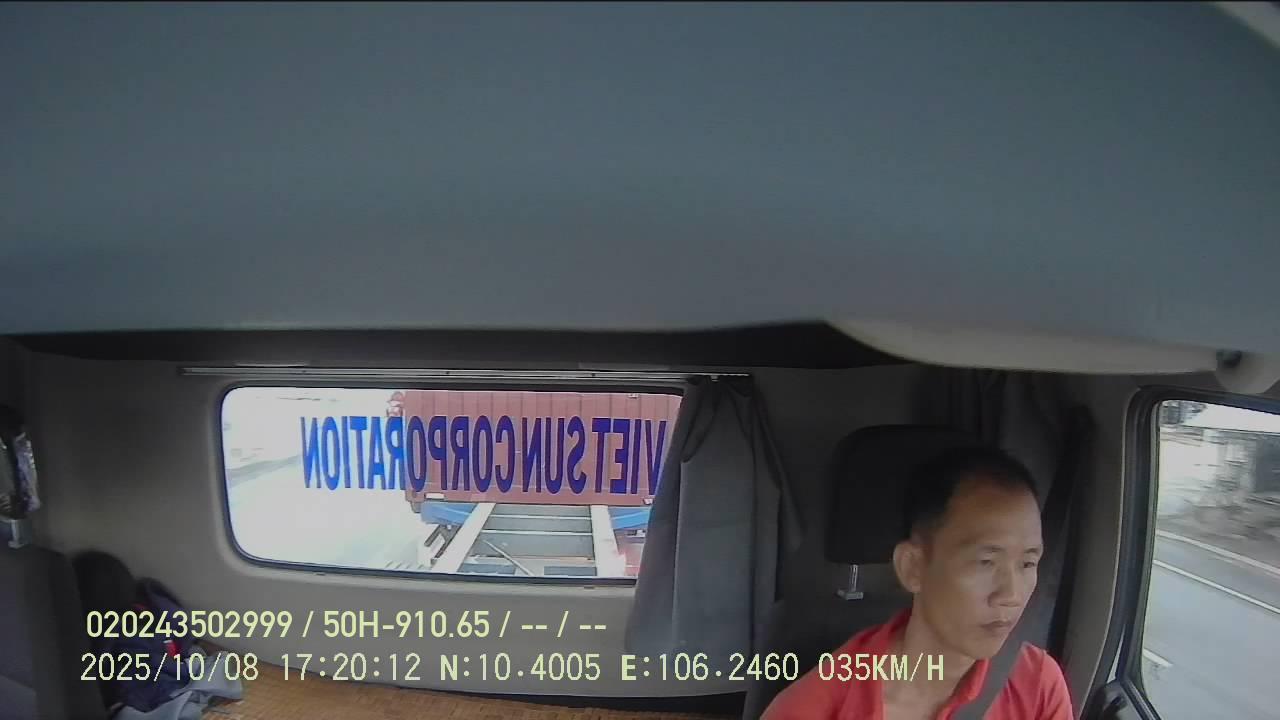 VIET SUN CORPORATION
020243502999 / 50H-910.65 / -- / --
2025/10/08 17:20:12 N:10.4005 E:106.2460 035KM/H